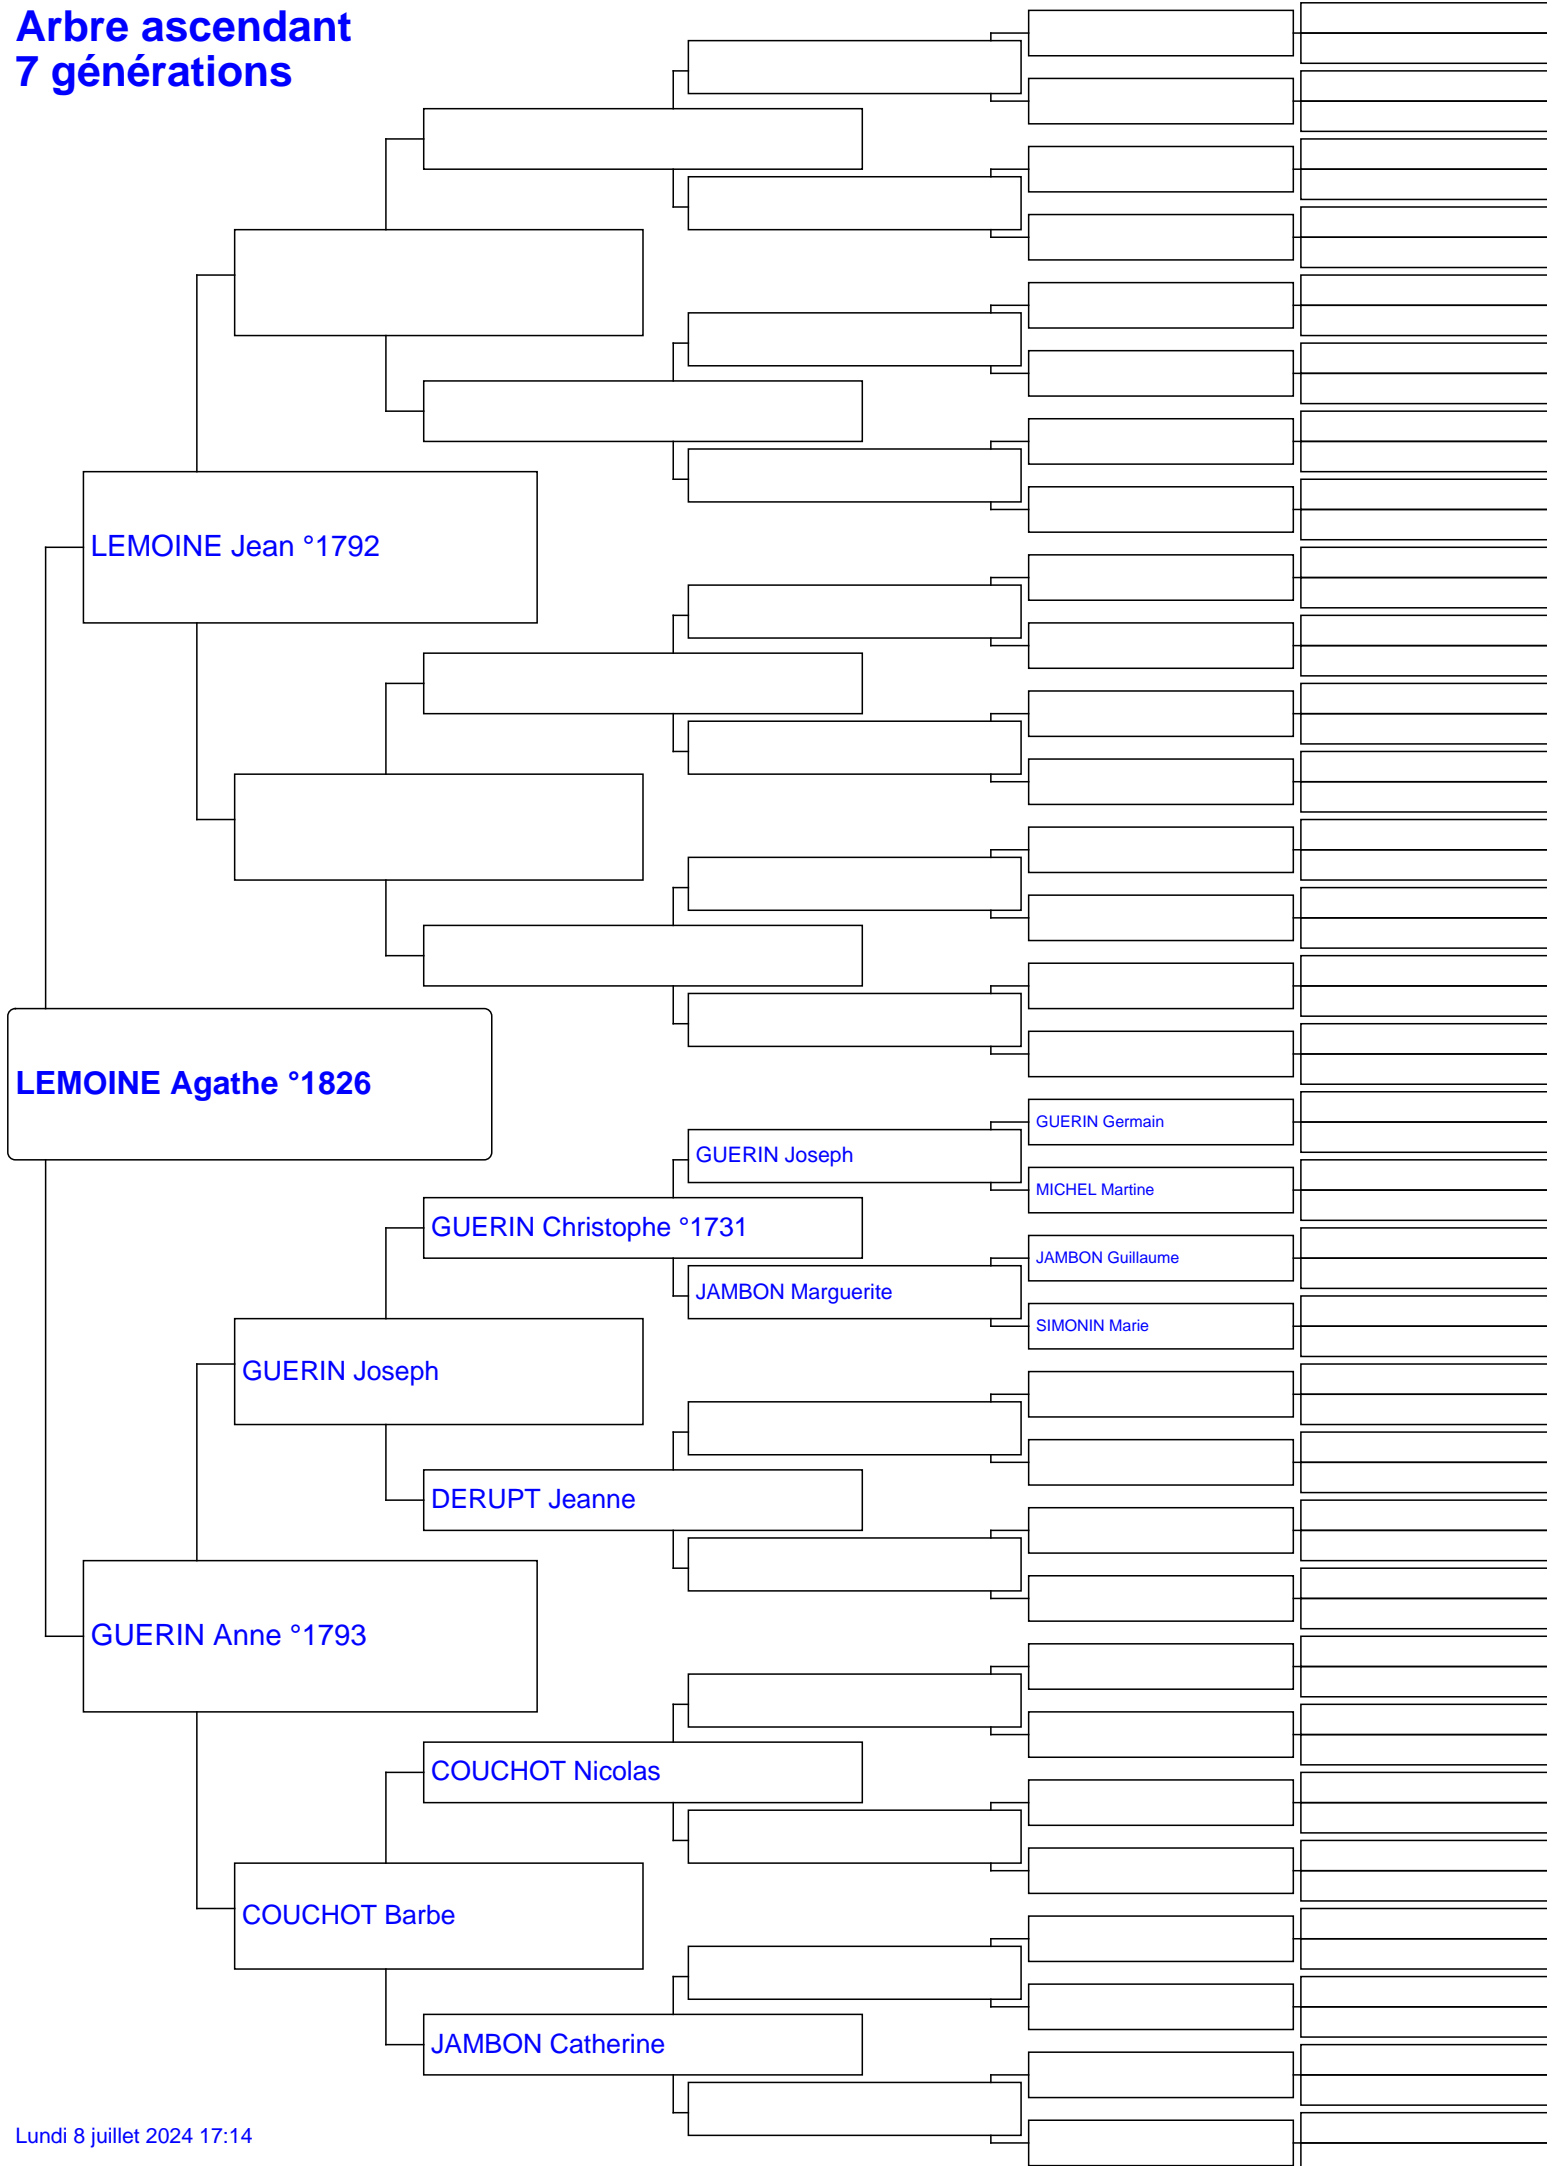 Arbre ascendant
7 générations
LEMOINE Jean °1792
LEMOINE Agathe °1826
GUERIN Germain
GUERIN Joseph
MICHEL Martine
GUERIN Christophe °1731
JAMBON Guillaume
JAMBON Marguerite
SIMONIN Marie
GUERIN Joseph
DERUPT Jeanne
GUERIN Anne °1793
COUCHOT Nicolas
COUCHOT Barbe
JAMBON Catherine
Lundi 8 juillet 2024 17:14